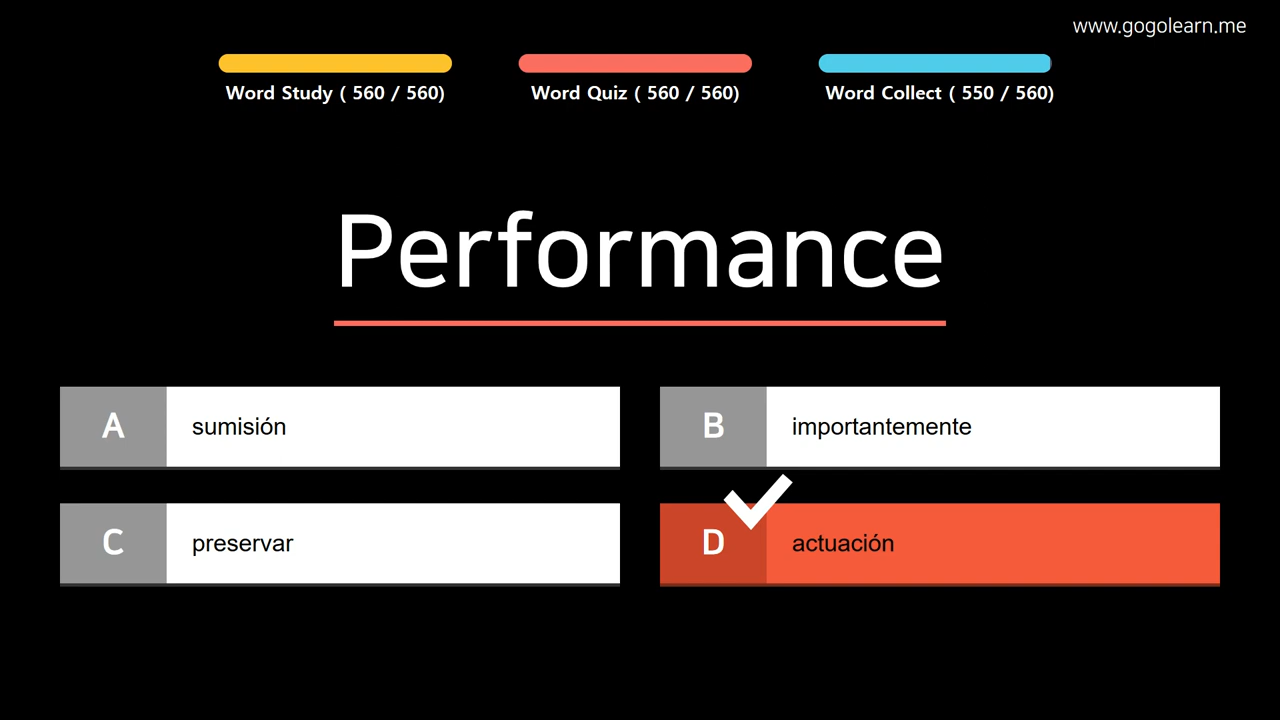 www.gogolearn.me
Word Study ( 560 / 560)
Word Quiz ( 560 / 560)
Word Collect ( 550 / 560)
Performance
A sumisión
B importantemente
C preservar
D actuación